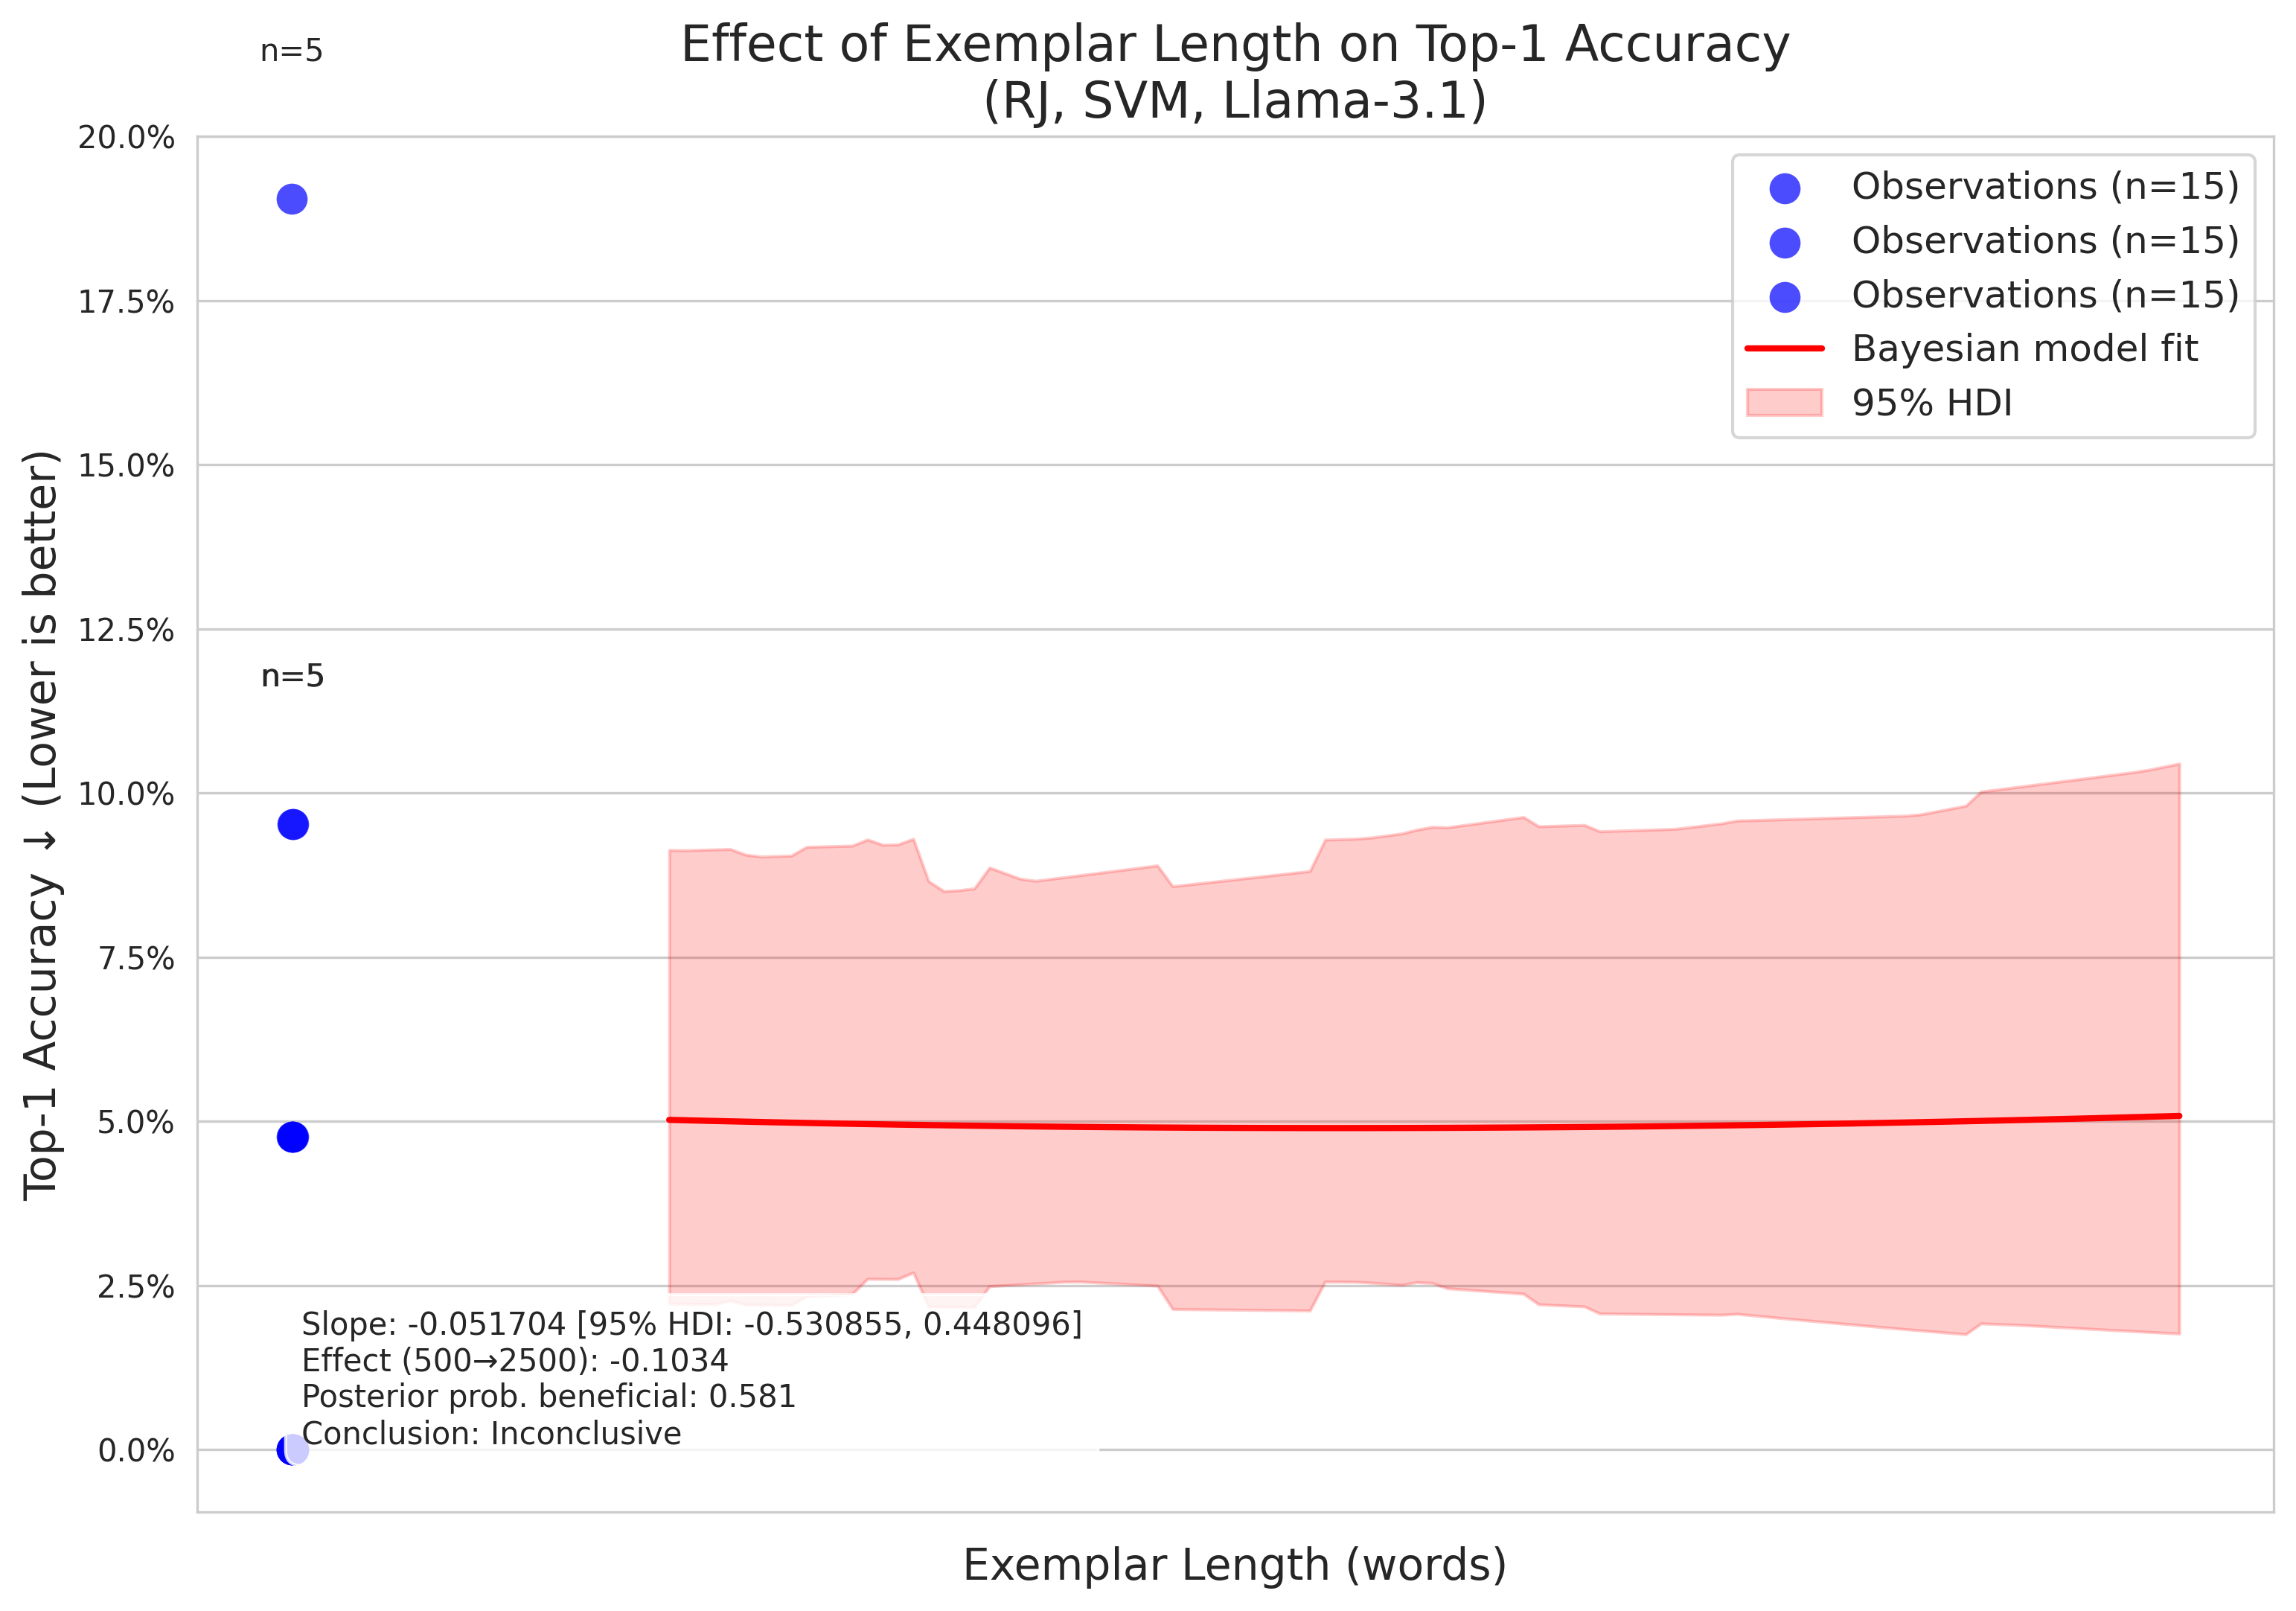 n=5
Effect of Exemplar Length on Top-1 Accuracy
(RJ, SVM, Llama-3.1)
20.0%
17.5%
15.0%
12.5%
10.0%
7.5%
5.0%
2.5%
0.0%
Top-1 Accuracy ↓ (Lower is better)
Observations (n=15)
Observations (n=15)
Observations (n=15)
Bayesian model fit
95% HDI
n=5
Slope: -0.051704 [95% HDI: -0.530855, 0.448096]
Effect (500→2500): -0.1034
Posterior prob. beneficial: 0.581
Conclusion: Inconclusive
Exemplar Length (words)